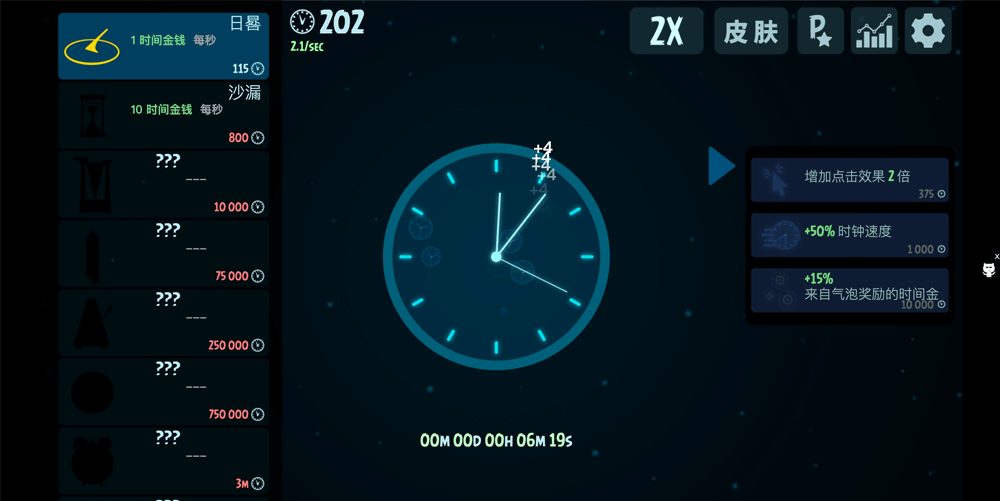 日晷
1 时间金钱 每秒
115
沙漏
10 时间金钱 每秒
800
???
---
10 000
???
---
75 000
???
---
250 000
???
---
750 000
???
---
3M
202
2.1/SEC
2X
皮肤
P
+4
+4
+4
+4
+4
00M 00D 00H 06M 19S
增加点击效果 2 倍
375
+50% 时钟速度
1 000
+15%
来自气泡奖励的时间金
10 000
x